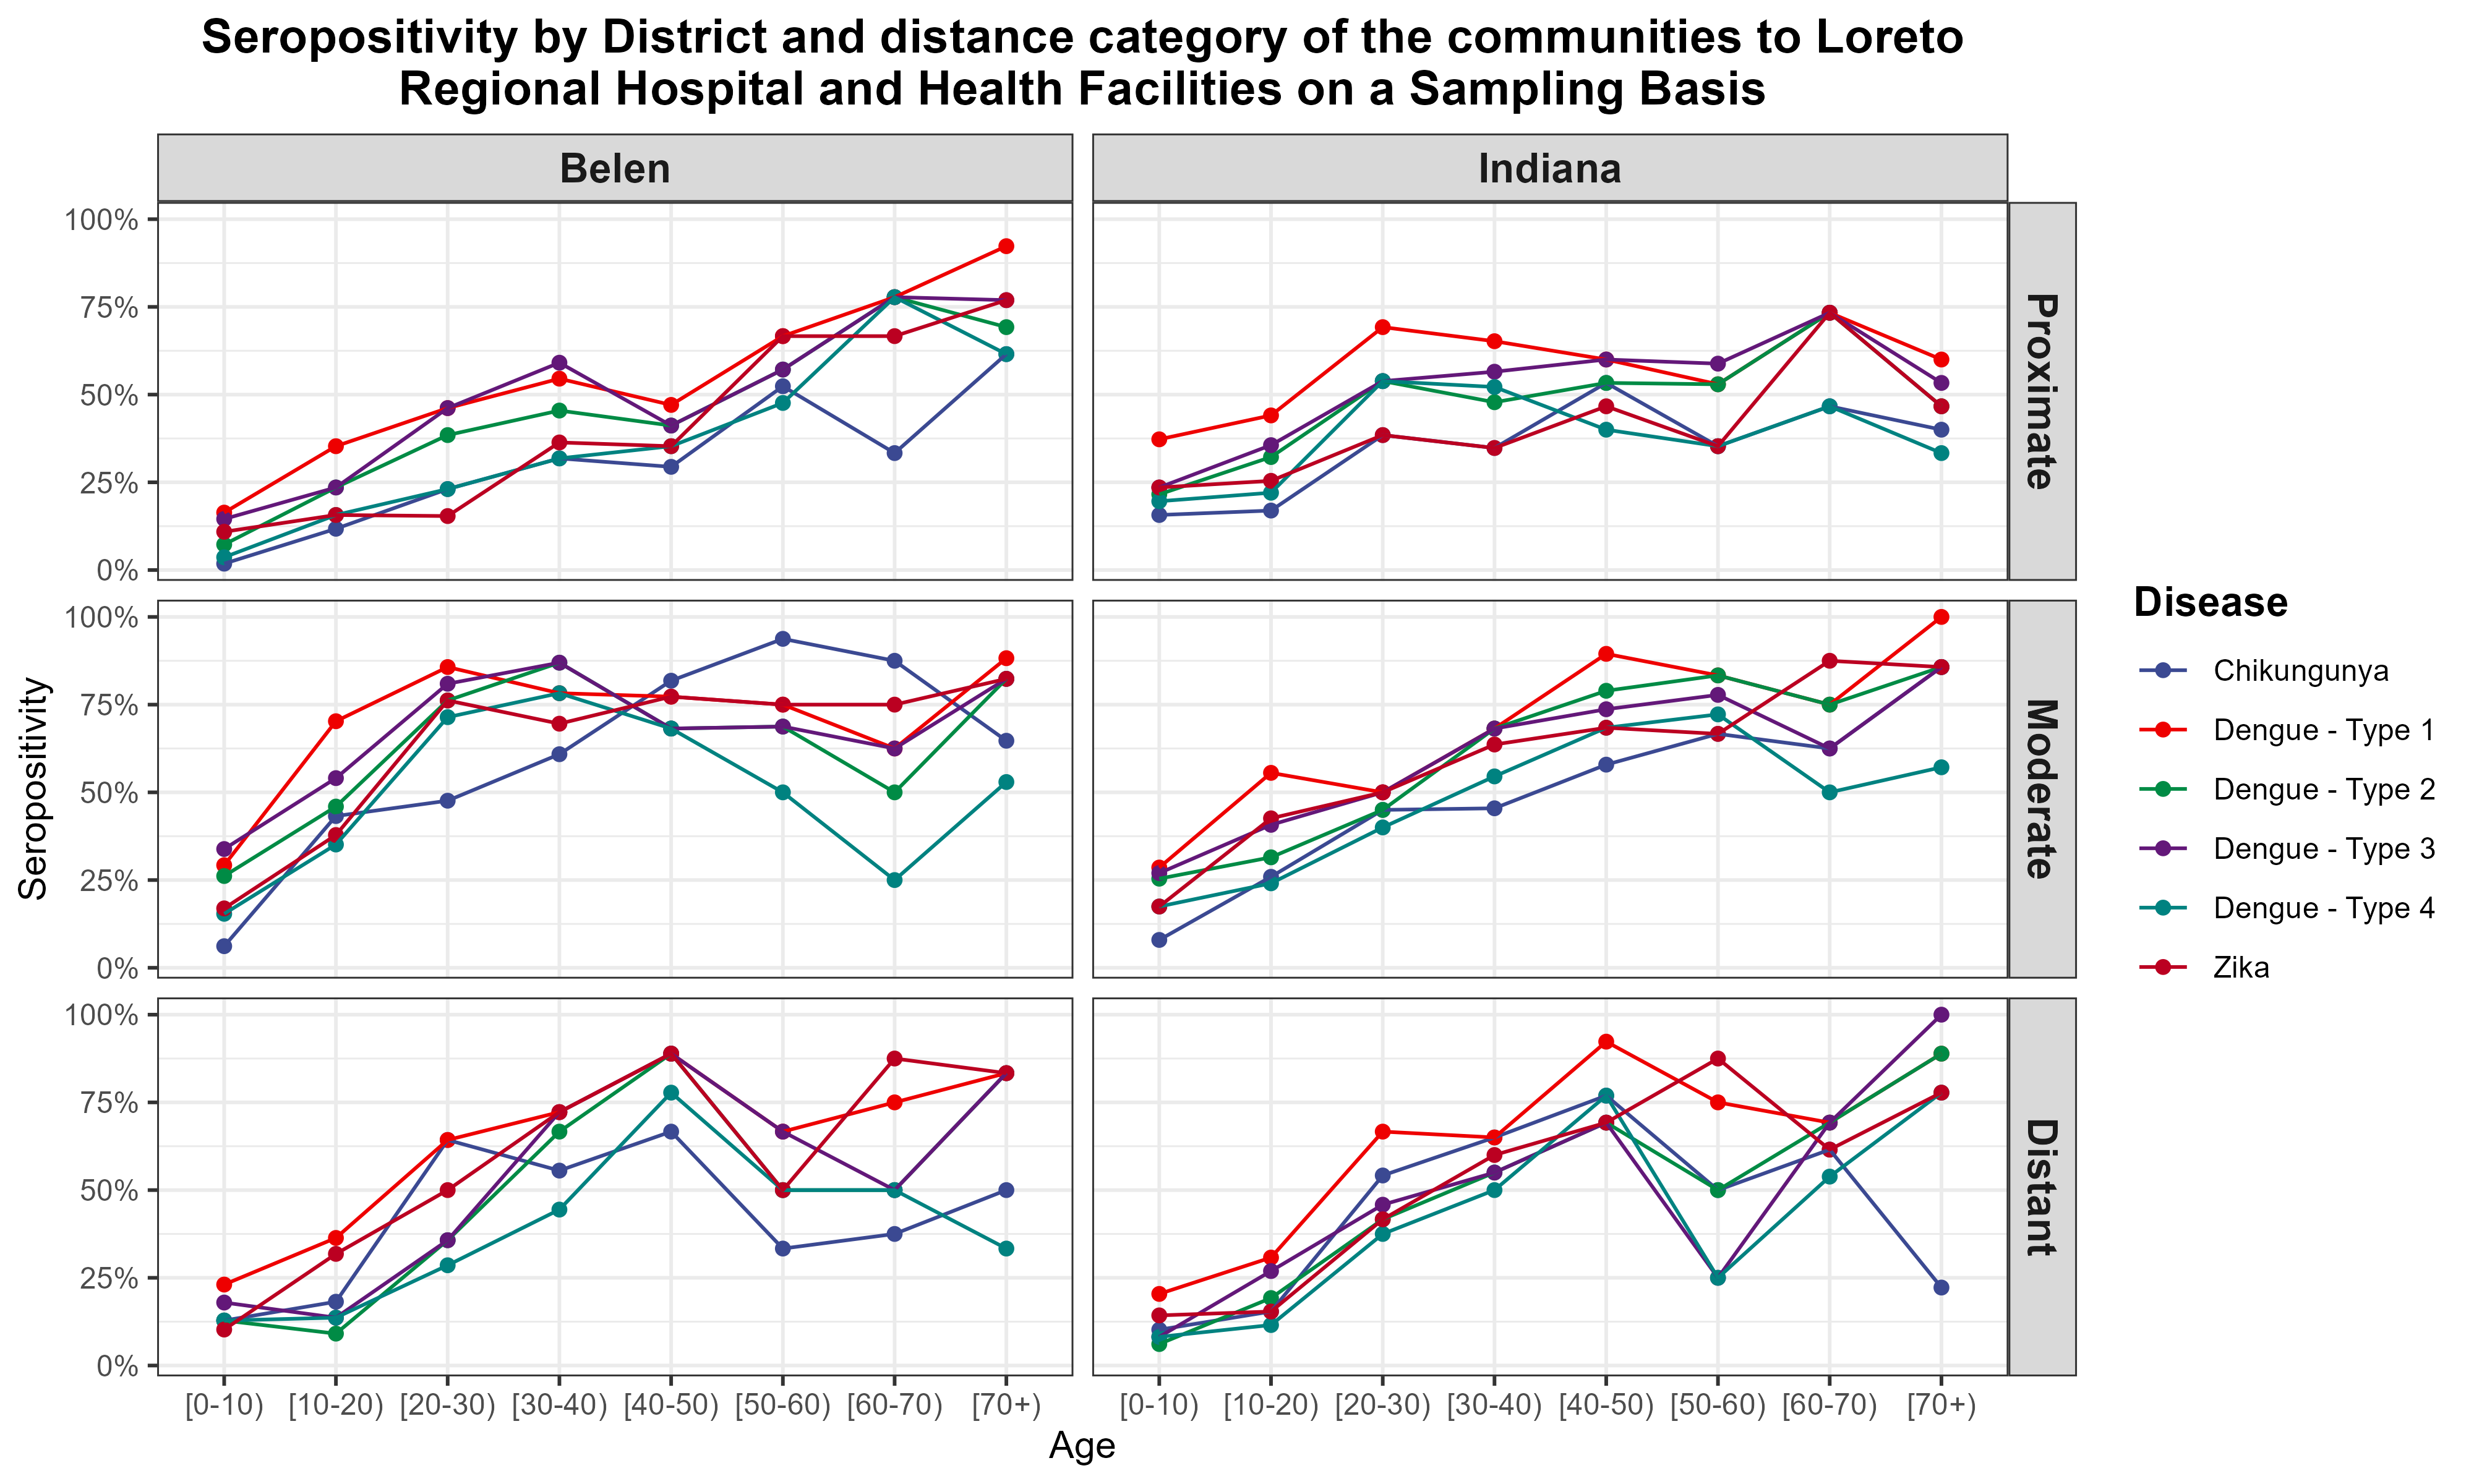 Seropositivity by District and distance category of the communities to Loreto
Regional Hospital and Health Facilities on a Sampling Basis
Belen
Indiana
100%
75%
50%
25%
0%
Proximate
100%
75%
50%
25%
0%
Moderate
100%
75%
50%
25%
0%
Distant
Seropositivity
[0-10) [10-20) [20-30) [30-40) [40-50) [50-60) [60-70) [70+)
[0-10) [10-20) [20-30) [30-40) [40-50) [50-60) [60-70) [70+)
Age
Disease
Chikungunya
Dengue - Type 1
Dengue - Type 2
Dengue - Type 3
Dengue - Type 4
Zika